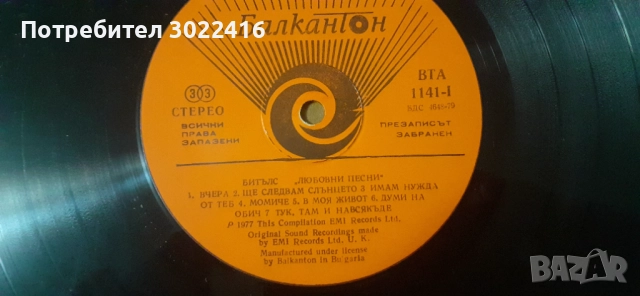 Потребител 3022416
Балкантон
ВТА
1141-I
БДС 4048-79
33
СТЕРЕО
ВСИЧКИ
ПРАВА
ЗАПАЗЕНИ
ПРЕЗАПИСЪТ
ЗАБРАНЕН
БИТЪЛС „ЛЮБОВНИ ПЕСНИ"
1. ВЧЕРА 2. ЩЕ СЛЕДВАМ СЛЪНЦЕТО 3 ИМАМ НУЖДА
ОТ ТЕБ 4. МОМИЧЕ 5. В МОЯ ЖИВОТ 6. ДУМИ НА
ОБИЧ 7 ТУК, ТАМ И НАВСЯКЪДЕ
P 1977 This Compilation EMI Records Ltd.
Original Sound Recordings made
by EMI Records Ltd, U. K.
Manufactured under license
by Balkanton in Bulgaria
BAZAR